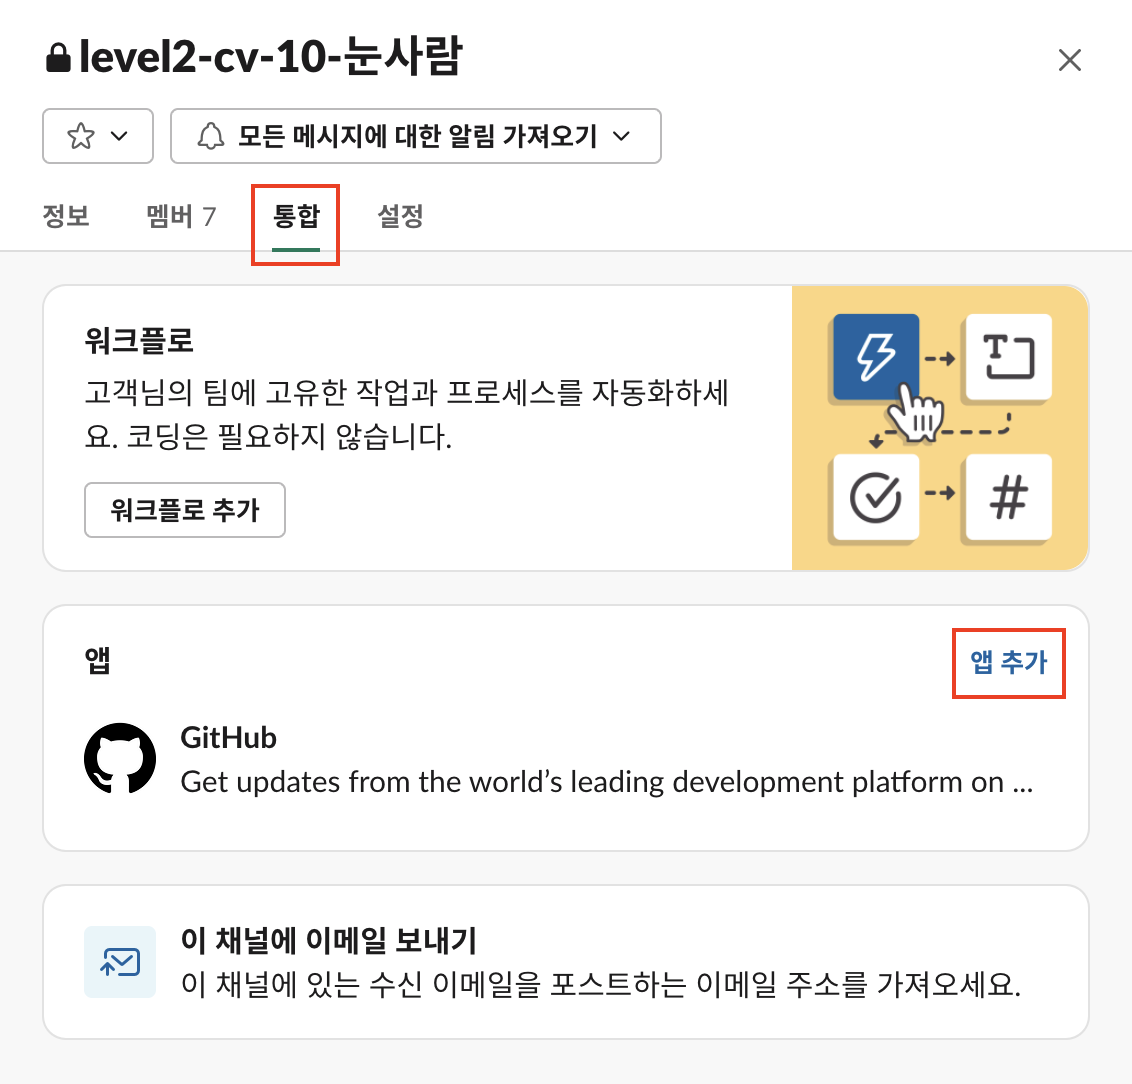 level2-cv-10-눈사람
모든 메시지에 대한 알림 가져오기
정보 멤버 7 통합 설정
워크플로
고객님의 팀에 고유한 작업과 프로세스를 자동화하세
요. 코딩은 필요하지 않습니다.
워크플로 추가
앱 앱 추가
GitHub
Get updates from the world’s leading development platform on ...
이 채널에 이메일 보내기
이 채널에 있는 수신 이메일을 포스트하는 이메일 주소를 가져오세요.